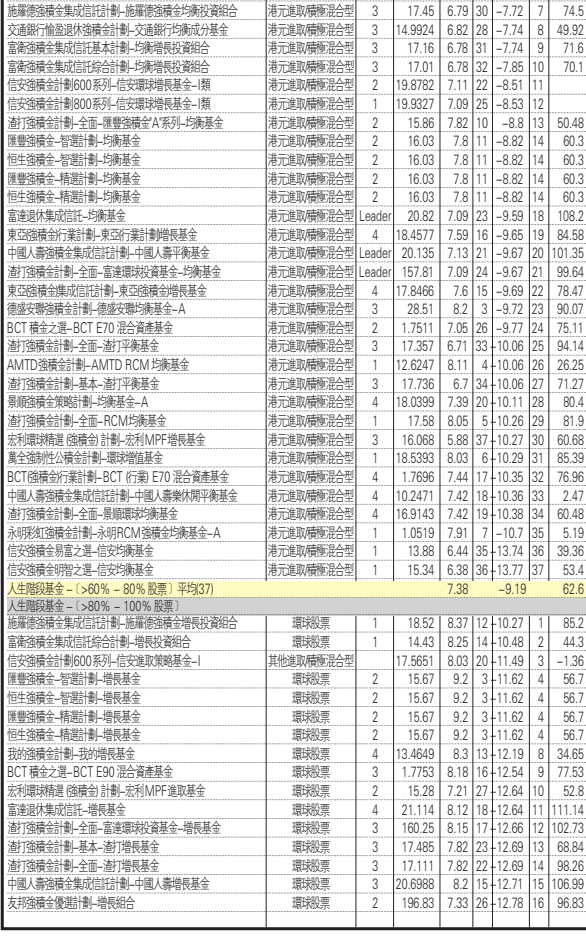 施羅德強積金集成信託計劃–施羅德強積金均衡投資組合 港元進取/積極混合型 3 17.45 6.79 30 –7.72 7 74.5
交通銀行愉盈退休強積金計劃–交通銀行均衡成分基金 港元進取/積極混合型 3 14.9924 6.82 28 –7.74 8 49.92
富衛強積金集成信託基本計劃–均衡增長投資組合 港元進取/積極混合型 3 17.16 6.78 31 –7.74 9 71.6
富衛強積金集成信託綜合計劃–均衡增長投資組合 港元進取/積極混合型 3 17.01 6.78 32 –7.85 10 70.1
信安強積金計劃600系列–信安環球增長基金–I類 港元進取/積極混合型 2 19.8782 7.11 22 –8.51 11
信安強積金計劃800系列–信安環球增長基金–I類 港元進取/積極混合型 1 19.9327 7.09 25 –8.53 12
渣打強積金計劃–全面–匯豐強積金"A"系列–均衡基金 港元進取/積極混合型 2 15.86 7.82 10 –8.8 13 50.48
匯豐強積金–智選計劃–均衡基金 港元進取/積極混合型 2 16.03 7.8 11 –8.82 14 60.3
恒生強積金–智選計劃–均衡基金 港元進取/積極混合型 2 16.03 7.8 11 –8.82 14 60.3
匯豐強積金–精選計劃–均衡基金 港元進取/積極混合型 2 16.03 7.8 11 –8.82 14 60.3
恒生強積金–精選計劃–均衡基金 港元進取/積極混合型 2 16.03 7.8 11 –8.82 14 60.3
富達退休集成信託–均衡基金 港元進取/積極混合型 Leader 20.82 7.09 23 –9.59 18 108.2
東亞(強積金)行業計劃–東亞(行業計劃)增長基金 港元進取/積極混合型 4 18.4577 7.59 16 –9.65 19 84.58
中國人壽強積金集成信託計劃–中國人壽平衡基金 港元進取/積極混合型 Leader 20.135 7.13 21 –9.67 20 101.35
渣打強積金計劃–全面–富達環球投資基金–均衡基金 港元進取/積極混合型 Leader 157.81 7.09 24 –9.67 21 99.64
東亞(強積金)集成信託計劃–東亞(強積金)增長基金 港元進取/積極混合型 4 17.8466 7.6 15 –9.69 22 78.47
德盛安聯強積金計劃–德盛安聯均衡基金–A 港元進取/積極混合型 3 28.51 8.2 3 –9.72 23 90.07
BCT 積金之選–BCT E70 混合資產基金 港元進取/積極混合型 2 1.7511 7.05 26 –9.77 24 75.11
渣打強積金計劃–全面–渣打平衡基金 港元進取/積極混合型 3 17.357 6.71 33 –10.06 25 94.14
AMTD強積金計劃–AMTD RCM 均衡基金 港元進取/積極混合型 1 12.6247 8.11 4 –10.06 26 26.25
渣打強積金計劃–基本–渣打平衡基金 港元進取/積極混合型 3 17.736 6.7 34 –10.06 27 71.27
景順強積金策略計劃–均衡基金–A 港元進取/積極混合型 4 18.0399 7.39 20 –10.11 28 80.4
渣打強積金計劃–全面–RCM均衡基金 港元進取/積極混合型 1 17.58 8.05 5 –10.26 29 81.9
宏利環球精選 (強積金) 計劃–宏利MPF增長基金 港元進取/積極混合型 3 16.068 5.88 37 –10.27 30 60.68
萬全強制性公積金計劃–環球增值基金 港元進取/積極混合型 1 18.5393 8.03 6 –10.29 31 85.39
BCT(強積金)行業計劃–BCT (行業) E70 混合資產基金 港元進取/積極混合型 4 1.7696 7.44 17 –10.35 32 76.96
中國人壽強積金集成信託計劃–中國人壽樂休閒平衡基金 港元進取/積極混合型 4 10.2471 7.42 18 –10.36 33 2.47
渣打強積金計劃–全面–景順環球均衡基金 港元進取/積極混合型 4 16.9143 7.42 19 –10.38 34 60.48
永明彩虹強積金計劃–永明RCM強積金均衡基金–A 港元進取/積極混合型 1 1.0519 7.91 7 –10.7 35 5.19
信安強積金易富之選–信安均衡基金 港元進取/積極混合型 1 13.88 6.44 35 –13.74 36 39.36
信安強積金明智之選–信安均衡基金 港元進取/積極混合型 1 15.34 6.38 36 –13.77 37 53.4
人生階段基金 –〔>60% – 80% 股票〕平均(37) 7.38 –9.19 62.6
人生階段基金 –〔>80% – 100% 股票〕
施羅德強積金集成信託計劃–施羅德強積金增長投資組合 環球股票 1 18.52 8.37 12 –10.27 1 85.2
富衛強積金集成信託綜合計劃–增長投資組合 環球股票 1 14.43 8.25 14 –10.48 2 44.3
信安強積金計劃600系列–信安進取策略基金–I 其他進取/積極混合型 17.5651 8.03 20 –11.49 3 –1.36
匯豐強積金–智選計劃–增長基金 環球股票 2 15.67 9.2 3 –11.62 4 56.7
恒生強積金–智選計劃–增長基金 環球股票 2 15.67 9.2 3 –11.62 4 56.7
匯豐強積金–精選計劃–增長基金 環球股票 2 15.67 9.2 3 –11.62 4 56.7
恒生強積金–精選計劃–增長基金 環球股票 2 15.67 9.2 3 –11.62 4 56.7
我的強積金計劃–我的增長基金 環球股票 4 13.4649 8.3 13 –12.19 8 34.65
BCT 積金之選–BCT E90 混合資產基金 環球股票 3 1.7753 8.18 16 –12.54 9 77.53
宏利環球精選 (強積金) 計劃–宏利MPF進取基金 環球股票 2 15.28 7.21 27 –12.64 10 52.8
富達退休集成信託–增長基金 環球股票 4 21.114 8.12 18 –12.64 11 111.14
渣打強積金計劃–全面–富達環球投資基金–增長基金 環球股票 3 160.25 8.15 17 –12.66 12 102.73
渣打強積金計劃–基本–渣打增長基金 環球股票 3 17.485 7.82 23 –12.69 13 68.84
渣打強積金計劃–全面–渣打增長基金 環球股票 3 17.111 7.82 22 –12.69 14 98.26
中國人壽強積金集成信託計劃–中國人壽增長基金 環球股票 3 20.6988 8.2 15 –12.71 15 106.99
友邦強積金優選計劃–增長組合 環球股票 2 196.83 7.33 26 –12.78 16 96.83